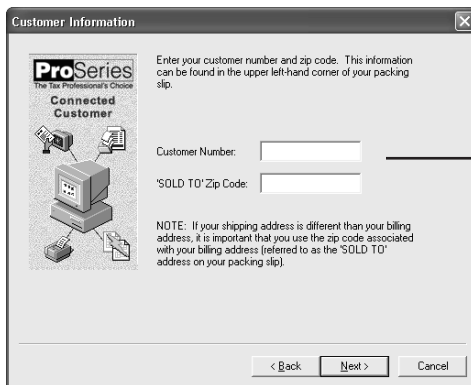 Customer Information
ProSeries
The Tax Professional's Choice
Connected
Customer
Enter your customer number and zip code. This information
can be found in the upper left-hand corner of your packing
slip.
Customer Number:
'SOLD TO' Zip Code:
NOTE: If your shipping address is different than your billing
address, it is important that you use the zip code associated
with your billing address (referred to as the 'SOLD TO'
address on your packing slip).
< Back
Next >
Cancel